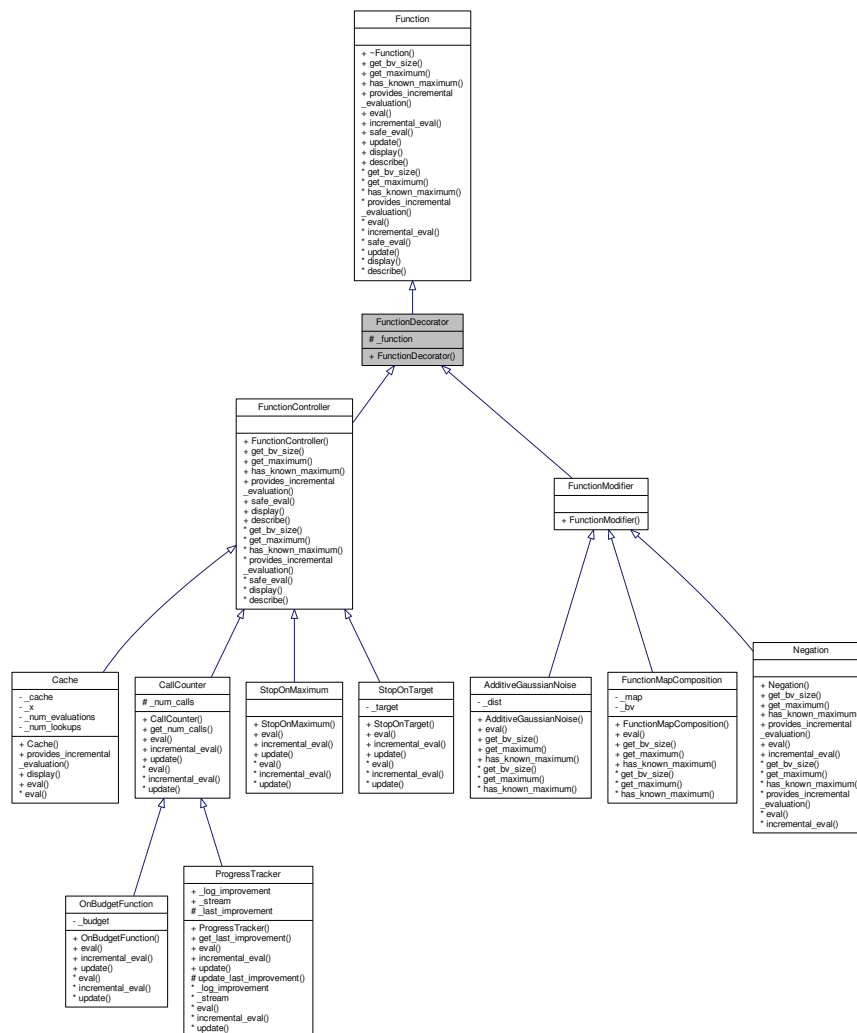 Function
+ ~Function()
+ get_bv_size()
+ get_maximum()
+ has_known_maximum()
+ provides_incremental
_evaluation()
+ eval()
+ incremental_eval()
+ safe_eval()
+ update()
+ display()
+ describe()
* get_bv_size()
* get_maximum()
* has_known_maximum()
* provides_incremental
_evaluation()
* eval()
* incremental_eval()
* safe_eval()
* update()
* display()
* describe()
FunctionDecorator
# _function
+ FunctionDecorator()
FunctionController
+ FunctionController()
+ get_bv_size()
+ get_maximum()
+ has_known_maximum()
+ provides_incremental
_evaluation()
+ safe_eval()
+ display()
+ describe()
* get_bv_size()
* get_maximum()
* has_known_maximum()
* provides_incremental
_evaluation()
* safe_eval()
* display()
* describe()
FunctionModifier
+ FunctionModifier()
Cache
- _cache
- _x
- _num_evaluations
- _num_lookups
+ Cache()
+ provides_incremental
_evaluation()
+ display()
+ eval()
* eval()
CallCounter
# _num_calls
+ CallCounter()
+ get_num_calls()
+ eval()
+ incremental_eval()
+ update()
* eval()
* incremental_eval()
* update()
StopOnMaximum
+ StopOnMaximum()
+ eval()
+ incremental_eval()
+ update()
* eval()
* incremental_eval()
* update()
StopOnTarget
- _target
+ StopOnTarget()
+ eval()
+ incremental_eval()
+ update()
* eval()
* incremental_eval()
* update()
AdditiveGaussianNoise
- _dist
+ AdditiveGaussianNoise()
+ eval()
+ get_bv_size()
+ get_maximum()
+ has_known_maximum()
* get_bv_size()
* get_maximum()
* has_known_maximum()
FunctionMapComposition
- _map
- _bv
+ FunctionMapComposition()
+ eval()
+ get_bv_size()
+ get_maximum()
+ has_known_maximum()
* get_bv_size()
* get_maximum()
* has_known_maximum()
Negation
+ Negation()
+ get_bv_size()
+ get_maximum()
+ has_known_maximum()
+ provides_incremental
_evaluation()
+ eval()
+ incremental_eval()
* get_bv_size()
* get_maximum()
* has_known_maximum()
* provides_incremental
_evaluation()
* eval()
* incremental_eval()
OnBudgetFunction
- _budget
+ OnBudgetFunction()
+ eval()
+ incremental_eval()
+ update()
* eval()
* incremental_eval()
* update()
ProgressTracker
+ _log_improvement
+ _stream
# _last_improvement
+ ProgressTracker()
+ get_last_improvement()
+ eval()
+ incremental_eval()
+ update()
# update_last_improvement()
* _log_improvement
* _stream
* eval()
* incremental_eval()
* update()